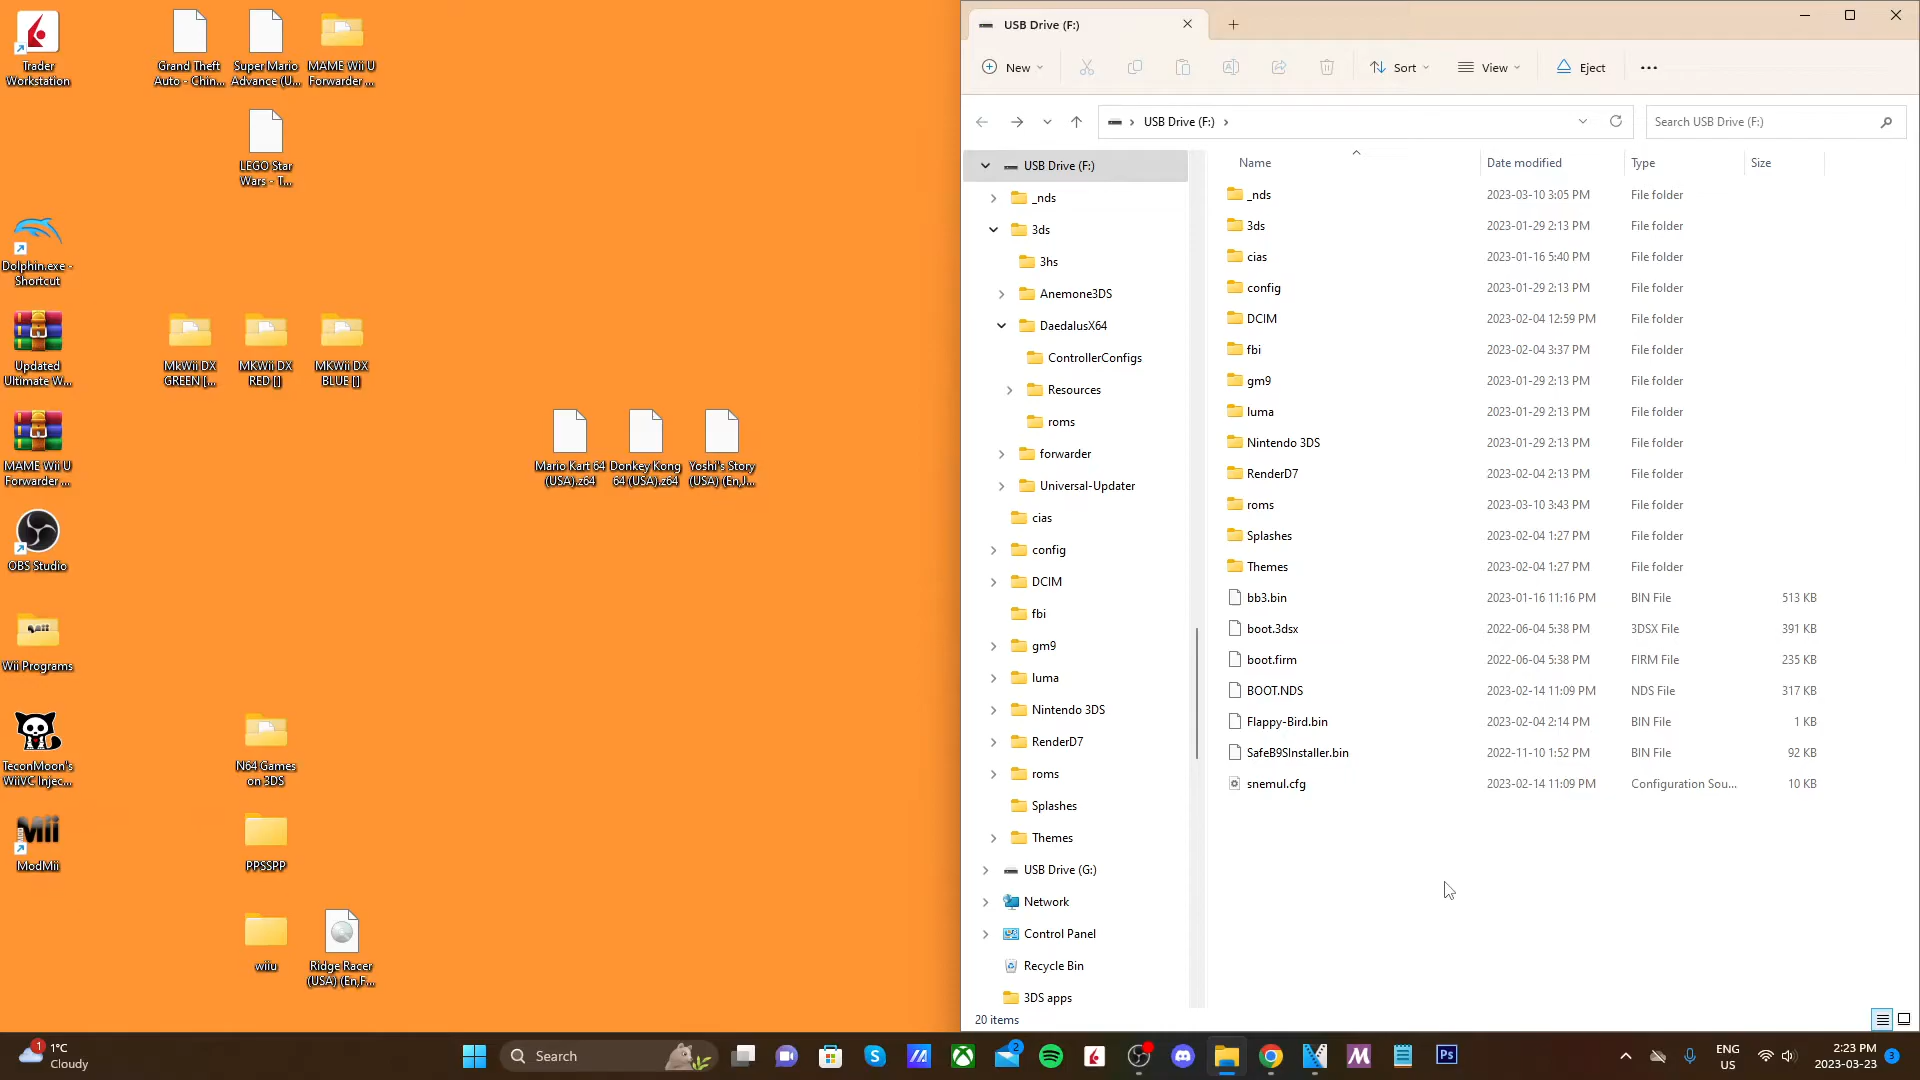 Trader
Workstation
Grand Theft
Auto - Chin...
Super Mario
Advance (U...
MAME Wii U
Forwarder ...
LEGO Star
Wars - T...
Dolphin.exe -
Shortcut
Updated
Ultimate W...
MkWii DX
GREEN [...
MKWii DX
RED []
MKWii DX
BLUE []
MAME Wii U
Forwarder ...
Mario Kart 64
(USA).z64
Donkey Kong
64 (USA).z64
Yoshi's Story
(USA) (En,J...
OBS Studio
Wii Programs
TeconMoon's
WiiVC Injec...
N64 Games
on 3DS
ModMii
PPSSPP
wiiu
Ridge Racer
(USA) (En,F...
USB Drive (F:)
New
Sort
View
Eject
USB Drive (F:)
Search USB Drive (F:)
USB Drive (F:)
_nds
3ds
3hs
Anemone3DS
DaedalusX64
ControllerConfigs
Resources
roms
forwarder
Universal-Updater
cias
config
DCIM
fbi
gm9
luma
Nintendo 3DS
RenderD7
roms
Splashes
Themes
USB Drive (G:)
Network
Control Panel
Recycle Bin
3DS apps
Name Date modified Type Size
_nds 2023-03-10 3:05 PM File folder
3ds 2023-01-29 2:13 PM File folder
cias 2023-01-16 5:40 PM File folder
config 2023-01-29 2:13 PM File folder
DCIM 2023-02-04 12:59 PM File folder
fbi 2023-02-04 3:37 PM File folder
gm9 2023-01-29 2:13 PM File folder
luma 2023-01-29 2:13 PM File folder
Nintendo 3DS 2023-01-29 2:13 PM File folder
RenderD7 2023-02-04 2:13 PM File folder
roms 2023-03-10 3:43 PM File folder
Splashes 2023-02-04 1:27 PM File folder
Themes 2023-02-04 1:27 PM File folder
bb3.bin 2023-01-16 11:16 PM BIN File 513 KB
boot.3dsx 2022-06-04 5:38 PM 3DSX File 391 KB
boot.firm 2022-06-04 5:38 PM FIRM File 235 KB
BOOT.NDS 2023-02-14 11:09 PM NDS File 317 KB
Flappy-Bird.bin 2023-02-04 2:14 PM BIN File 1 KB
SafeB9SInstaller.bin 2022-11-10 1:52 PM BIN File 92 KB
snemul.cfg 2023-02-14 11:09 PM Configuration Sou... 10 KB
20 items
1
1°C
Cloudy
Search
2
Ps
ENG
US
2:23 PM
2023-03-23
3